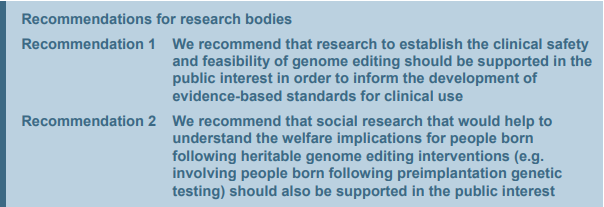 Recommendations for research bodies
Recommendation 1 We recommend that research to establish the clinical safety
and feasibility of genome editing should be supported in the
public interest in order to inform the development of
evidence-based standards for clinical use
Recommendation 2 We recommend that social research that would help to
understand the welfare implications for people born
following heritable genome editing interventions (e.g.
involving people born following preimplantation genetic
testing) should also be supported in the public interest